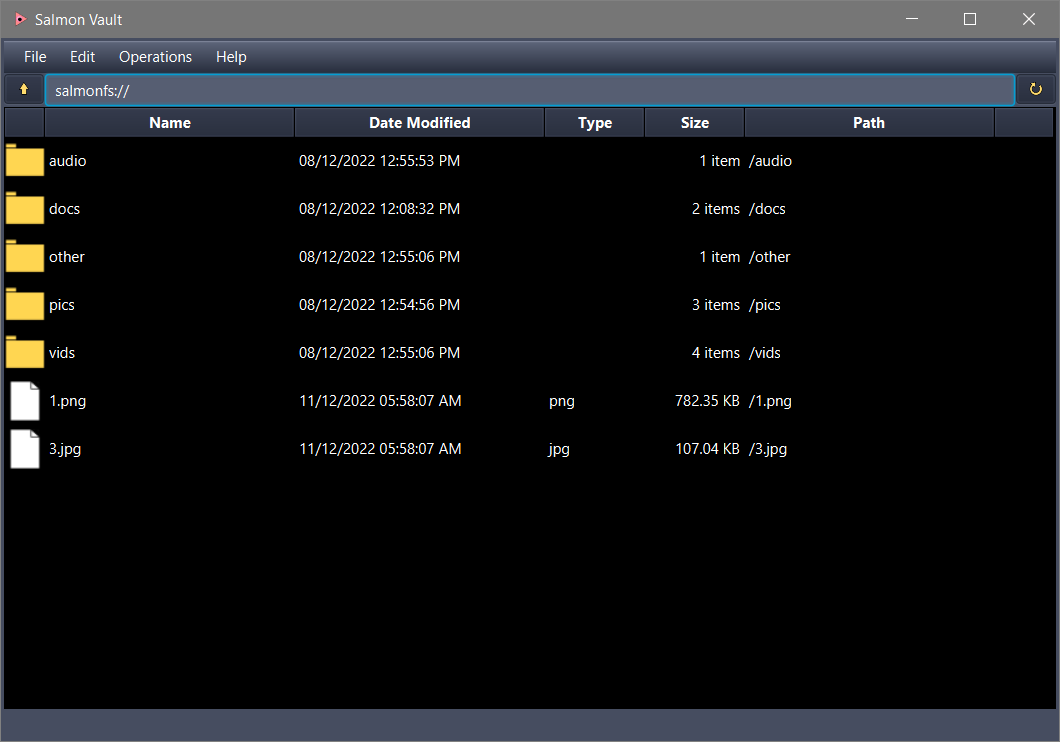 Salmon Vault
File Edit Operations Help
salmonfs://
Name Date Modified Type Size Path
audio 08/12/2022 12:55:53 PM 1 item /audio
docs 08/12/2022 12:08:32 PM 2 items /docs
other 08/12/2022 12:55:06 PM 1 item /other
pics 08/12/2022 12:54:56 PM 3 items /pics
vids 08/12/2022 12:55:06 PM 4 items /vids
1.png 11/12/2022 05:58:07 AM png 782.35 KB /1.png
3.jpg 11/12/2022 05:58:07 AM jpg 107.04 KB /3.jpg